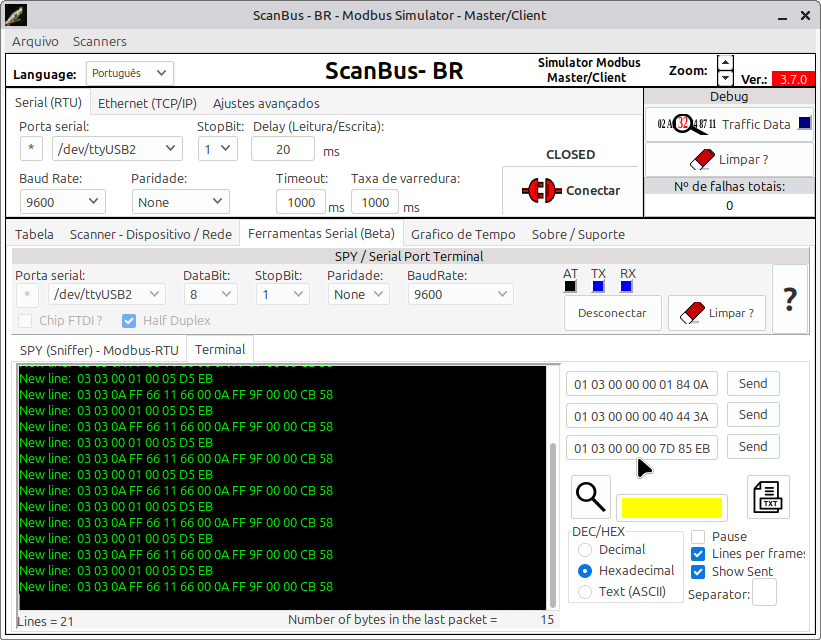 ScanBus - BR - Modbus Simulator - Master/Client
Arquivo Scanners
Language: Português ScanBus- BR Simulator Modbus Master/Client Zoom: Ver.: 3.7.0
Serial (RTU) Ethernet (TCP/IP) Ajustes avançados
Porta serial: StopBit: Delay (Leitura/Escrita):
* /dev/ttyUSB2 1 20 ms
CLOSED
Baud Rate: Paridade: Timeout: Taxa de varredura:
9600 None 1000 ms 1000 ms
Conectar
Debug
02 A 32 4 87 11 Traffic Data
Limpar ?
Nº de falhas totais:
0
Tabela Scanner - Dispositivo / Rede Ferramentas Serial (Beta) Grafico de Tempo Sobre / Suporte
SPY / Serial Port Terminal
Porta serial: DataBit: StopBit: Paridade: BaudRate: AT TX RX
* /dev/ttyUSB2 8 1 None 9600
Chip FTDI ? Half Duplex
Desconectar Limpar ? ?
SPY (Sniffer) - Modbus-RTU Terminal
New line: 03 03 0A FF 66 11 66 00 0A FF 9F 00 00 CB 58
New line: 03 03 00 01 00 05 D5 EB
New line: 03 03 0A FF 66 11 66 00 0A FF 9F 00 00 CB 58
New line: 03 03 00 01 00 05 D5 EB
New line: 03 03 0A FF 66 11 66 00 0A FF 9F 00 00 CB 58
New line: 03 03 00 01 00 05 D5 EB
New line: 03 03 0A FF 66 11 66 00 0A FF 9F 00 00 CB 58
New line: 03 03 00 01 00 05 D5 EB
New line: 03 03 0A FF 66 11 66 00 0A FF 9F 00 00 CB 58
New line: 03 03 00 01 00 05 D5 EB
New line: 03 03 0A FF 66 11 66 00 0A FF 9F 00 00 CB 58
New line: 03 03 00 01 00 05 D5 EB
New line: 03 03 0A FF 66 11 66 00 0A FF 9F 00 00 CB 58
New line: 03 03 00 01 00 05 D5 EB
New line: 03 03 0A FF 66 11 66 00 0A FF 9F 00 00 CB 58
Lines = 21 Number of bytes in the last packet = 15
01 03 00 00 00 01 84 0A Send
01 03 00 00 00 40 44 3A Send
01 03 00 00 00 7D 85 EB Send
TXT
DEC/HEX
Decimal
Hexadecimal
Text (ASCII)
Pause
Lines per frames
Show Sent
Separator: